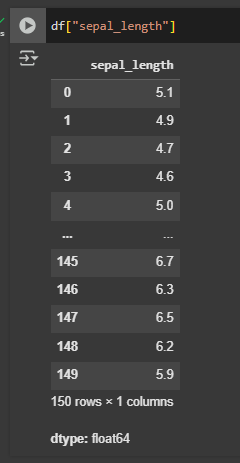 df["sepal_length"]
s
sepal_length
0 5.1
1 4.9
2 4.7
3 4.6
4 5.0
... ...
145 6.7
146 6.3
147 6.5
148 6.2
149 5.9
150 rows × 1 columns
dtype: float64